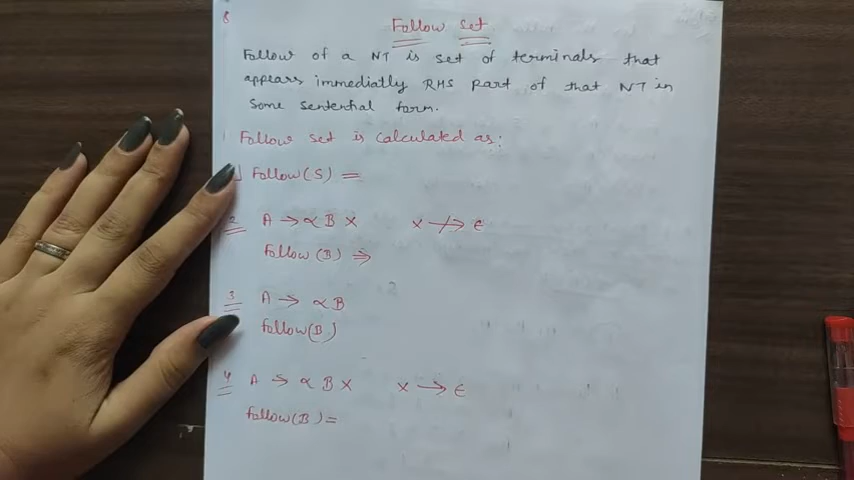 8
Follow Set
Follow of a NT is set of terminals that
appears immediatly RHS part of that NT in
some sentential form.
Follow set is calculated as:
Follow(S) =
2 A → α B X X ↛ ε
Follow (B) ⇒
3 A → α B
Follow(B)
4 A → α B X X → ε
Follow(B) =